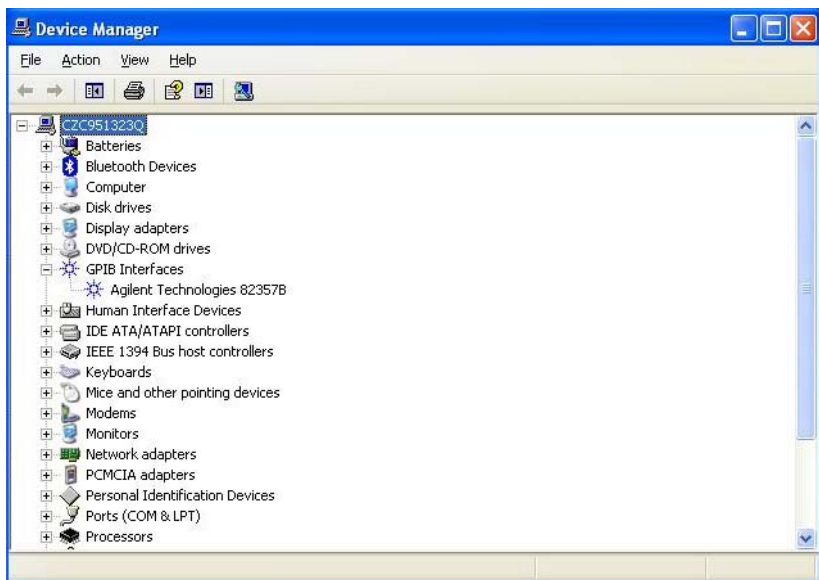 Device Manager
File Action View Help
CZC951323Q
Batteries
Bluetooth Devices
Computer
Disk drives
Display adapters
DVD/CD-ROM drives
GPIB Interfaces
Agilent Technologies 82357B
Human Interface Devices
IDE ATA/ATAPI controllers
IEEE 1394 Bus host controllers
Keyboards
Mice and other pointing devices
Modems
Monitors
Network adapters
PCMCIA adapters
Personal Identification Devices
Ports (COM & LPT)
Processors